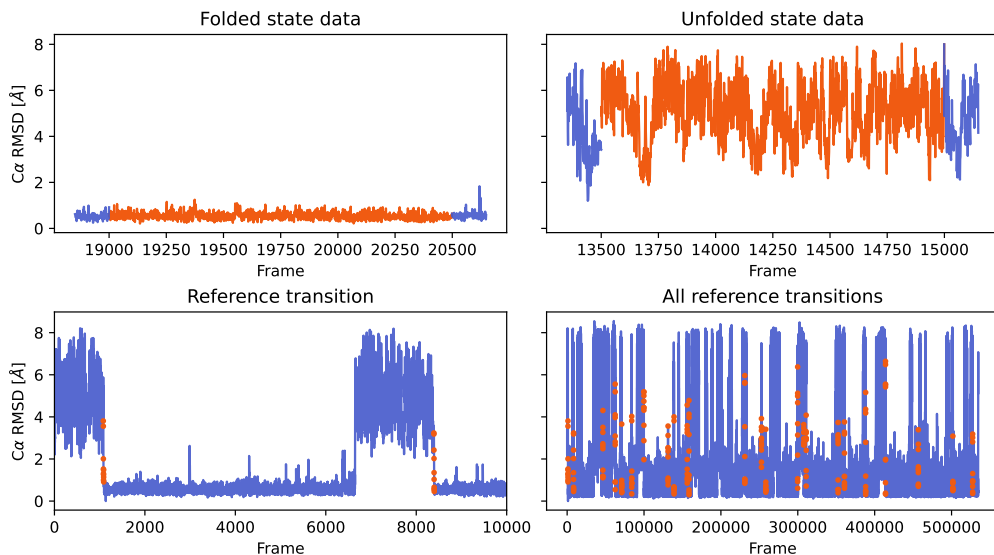 Folded state data
Unfolded state data
Cα RMSD [Å]
8
6
4
2
0
19000 19250 19500 19750 20000 20250 20500
13500 13750 14000 14250 14500 14750 15000
Frame
Frame
Reference transition
All reference transitions
Cα RMSD [Å]
8
6
4
2
0
0 2000 4000 6000 8000 10000
0 100000 200000 300000 400000 500000
Frame
Frame